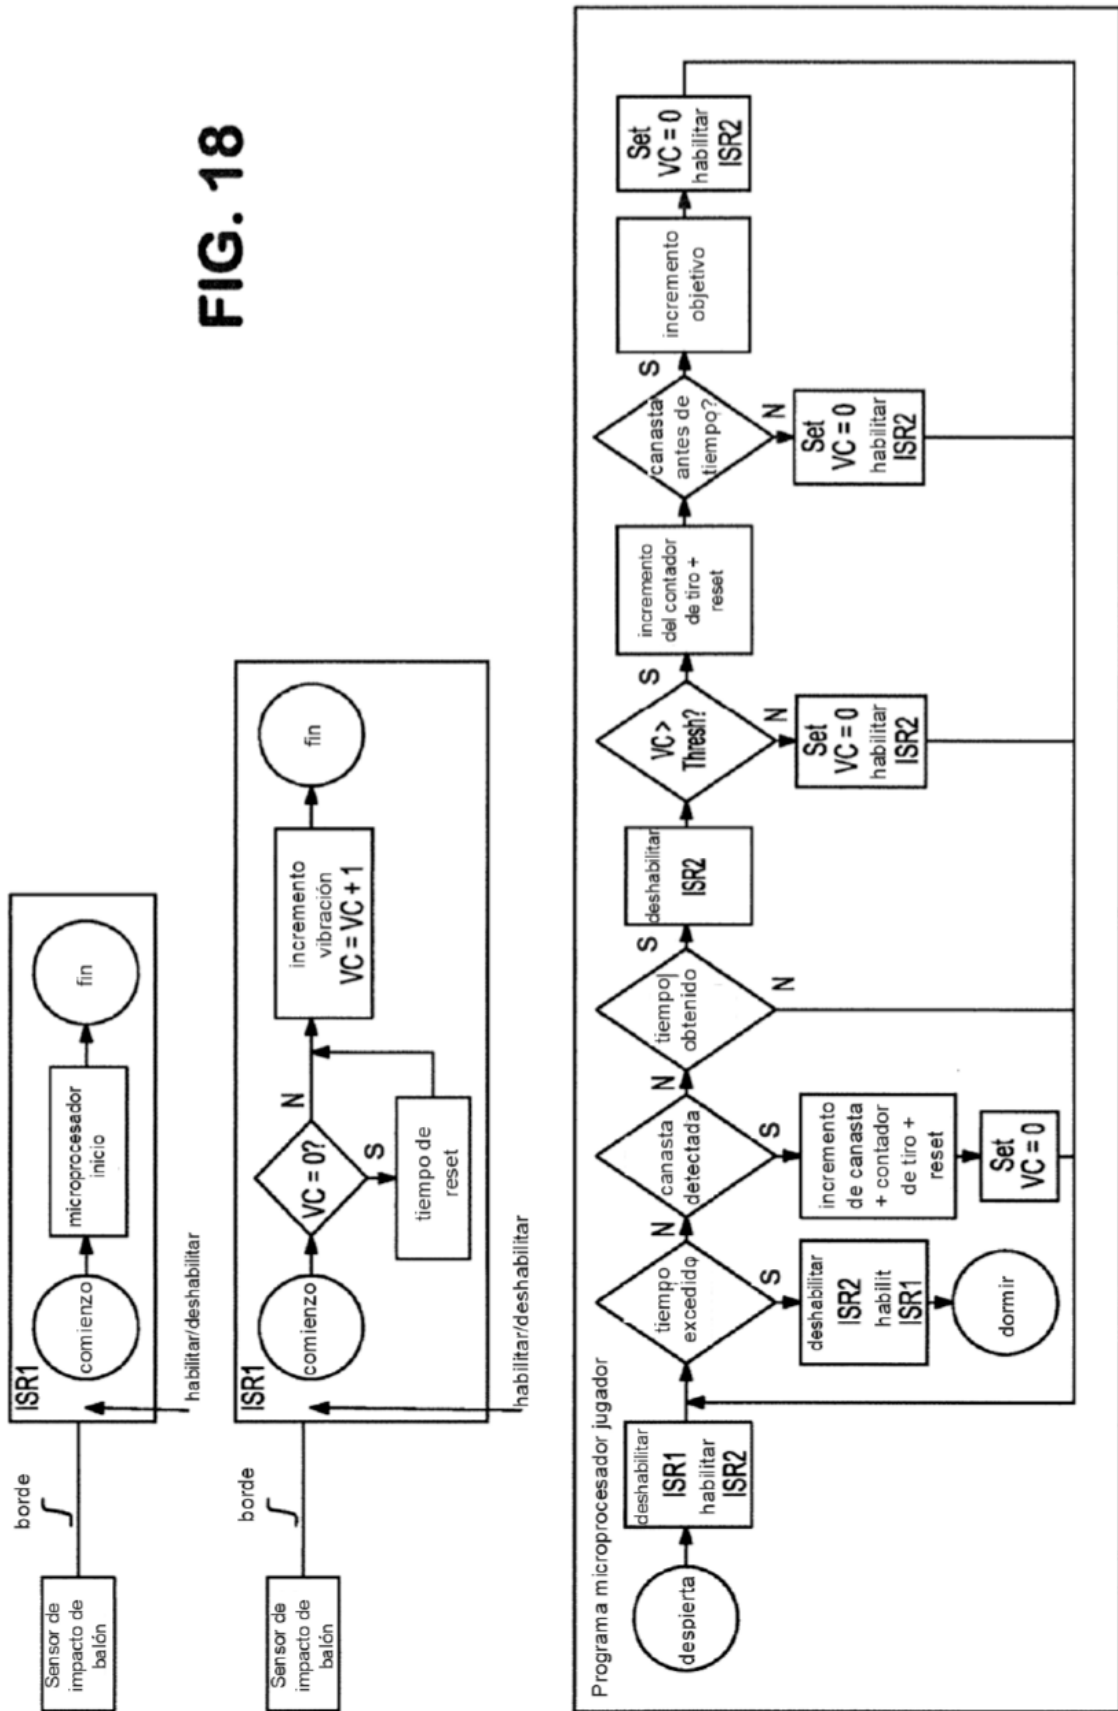 FIG. 18
Sensor de
impacto de
balón
borde
ISR1
comienzo
microprocesador
inicio
fin
habilitar/deshabilitar
Sensor de
impacto de
balón
borde
ISR1
comienzo
VC = 0?
N
S
tiempo de
reset
incremento
vibración
VC = VC + 1
fin
habilitar/deshabilitar
Programa microprocesador jugador
despierta
deshabilitar
ISR1
habilitar
ISR2
tiempo
excedido
N
S
deshabilitar
ISR2
habilit
ISR1
dormir
canasta
detectada
N
S
incremento
de canasta
+ contador
de tiro +
reset
Set
VC = 0
tiempo
obtenido
S
N
deshabilitar
ISR2
VC >
Thresh?
S
N
Set
VC = 0
habilitar
ISR2
incremento
del contador
de tiro +
reset
canasta
antes de
tiempo?
S
N
Set
VC = 0
habilitar
ISR2
incremento
objetivo
Set
VC = 0
habilitar
ISR2